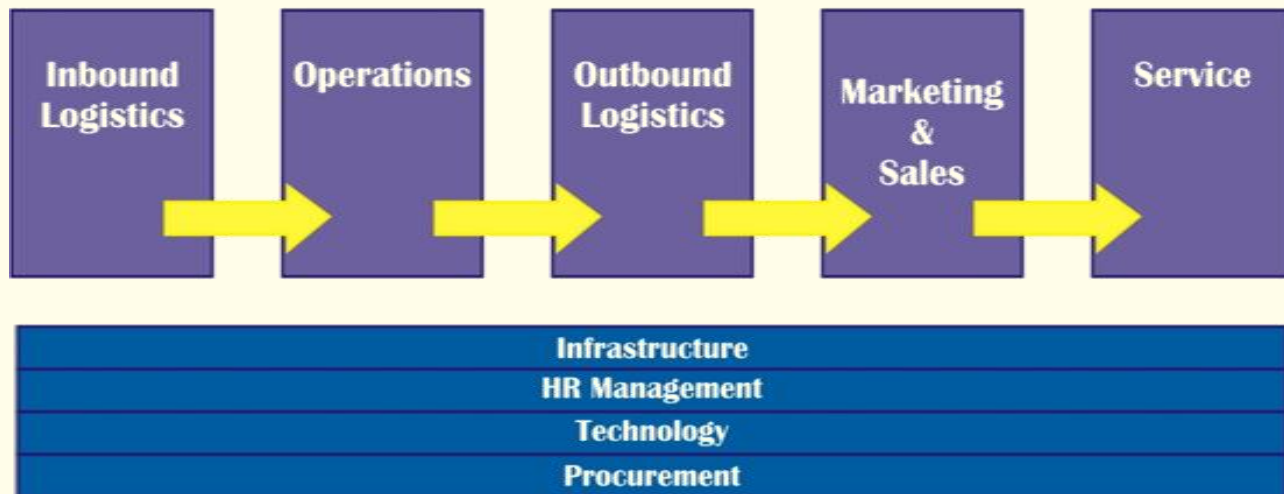 Inbound
Logistics
Operations
Outbound
Logistics
Marketing
&
Sales
Service
Infrastructure
HR Management
Technology
Procurement